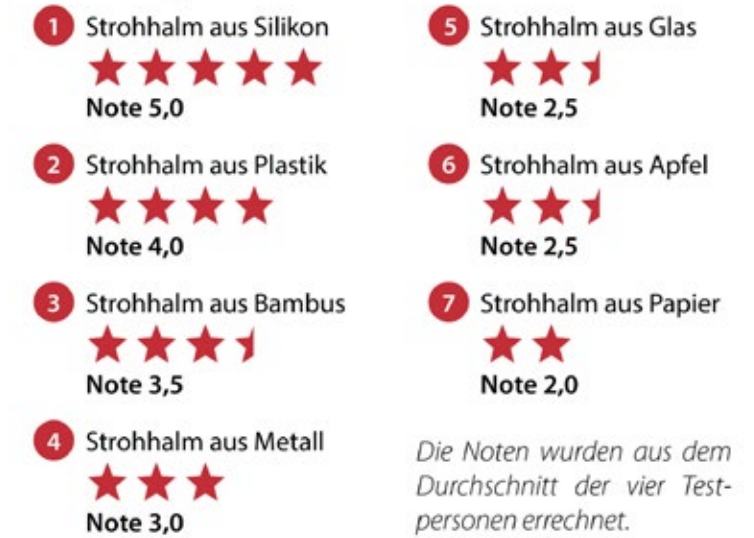 1 Strohhalm aus Silikon
Note 5,0
2 Strohhalm aus Plastik
Note 4,0
3 Strohhalm aus Bambus
Note 3,5
4 Strohhalm aus Metall
Note 3,0
5 Strohhalm aus Glas
Note 2,5
6 Strohhalm aus Apfel
Note 2,5
7 Strohhalm aus Papier
Note 2,0
Die Noten wurden aus dem
Durchschnitt der vier Test-
personen errechnet.